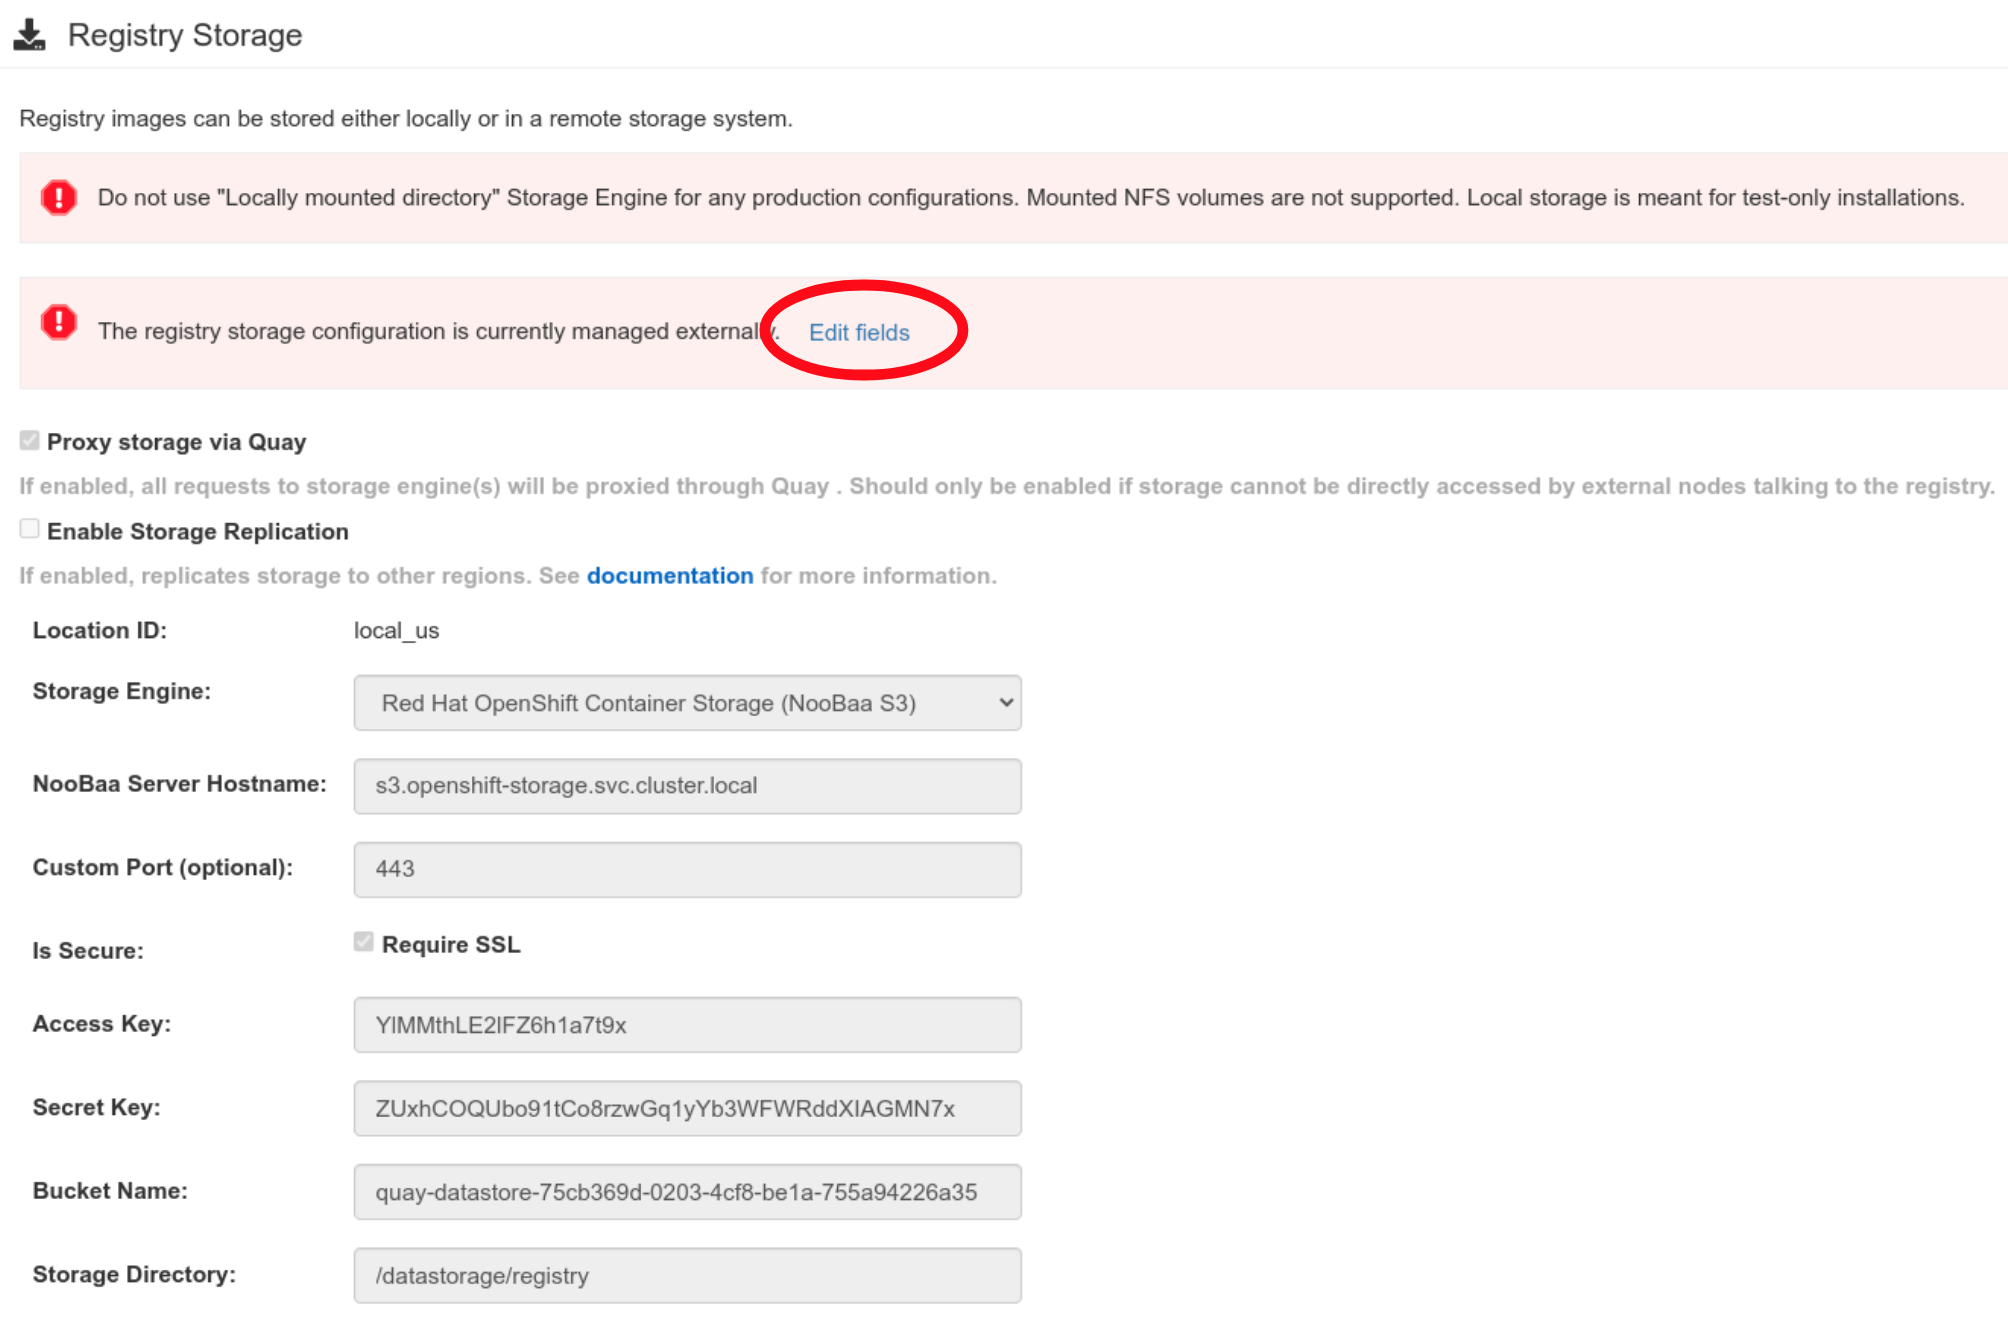 Registry Storage
Registry images can be stored either locally or in a remote storage system.
Do not use "Locally mounted directory" Storage Engine for any production configurations. Mounted NFS volumes are not supported. Local storage is meant for test-only installations.
The registry storage configuration is currently managed externally. Edit fields
Proxy storage via Quay
If enabled, all requests to storage engine(s) will be proxied through Quay . Should only be enabled if storage cannot be directly accessed by external nodes talking to the registry.
Enable Storage Replication
If enabled, replicates storage to other regions. See documentation for more information.
Location ID: local_us
Storage Engine: Red Hat OpenShift Container Storage (NooBaa S3)
NooBaa Server Hostname: s3.openshift-storage.svc.cluster.local
Custom Port (optional): 443
Is Secure: Require SSL
Access Key: YlMMthLE2lFZ6h1a7t9x
Secret Key: ZUxhCOQUbo91tCo8rzwGq1yYb3WFWRddXlAGMN7x
Bucket Name: quay-datastore-75cb369d-0203-4cf8-be1a-755a94226a35
Storage Directory: /datastorage/registry